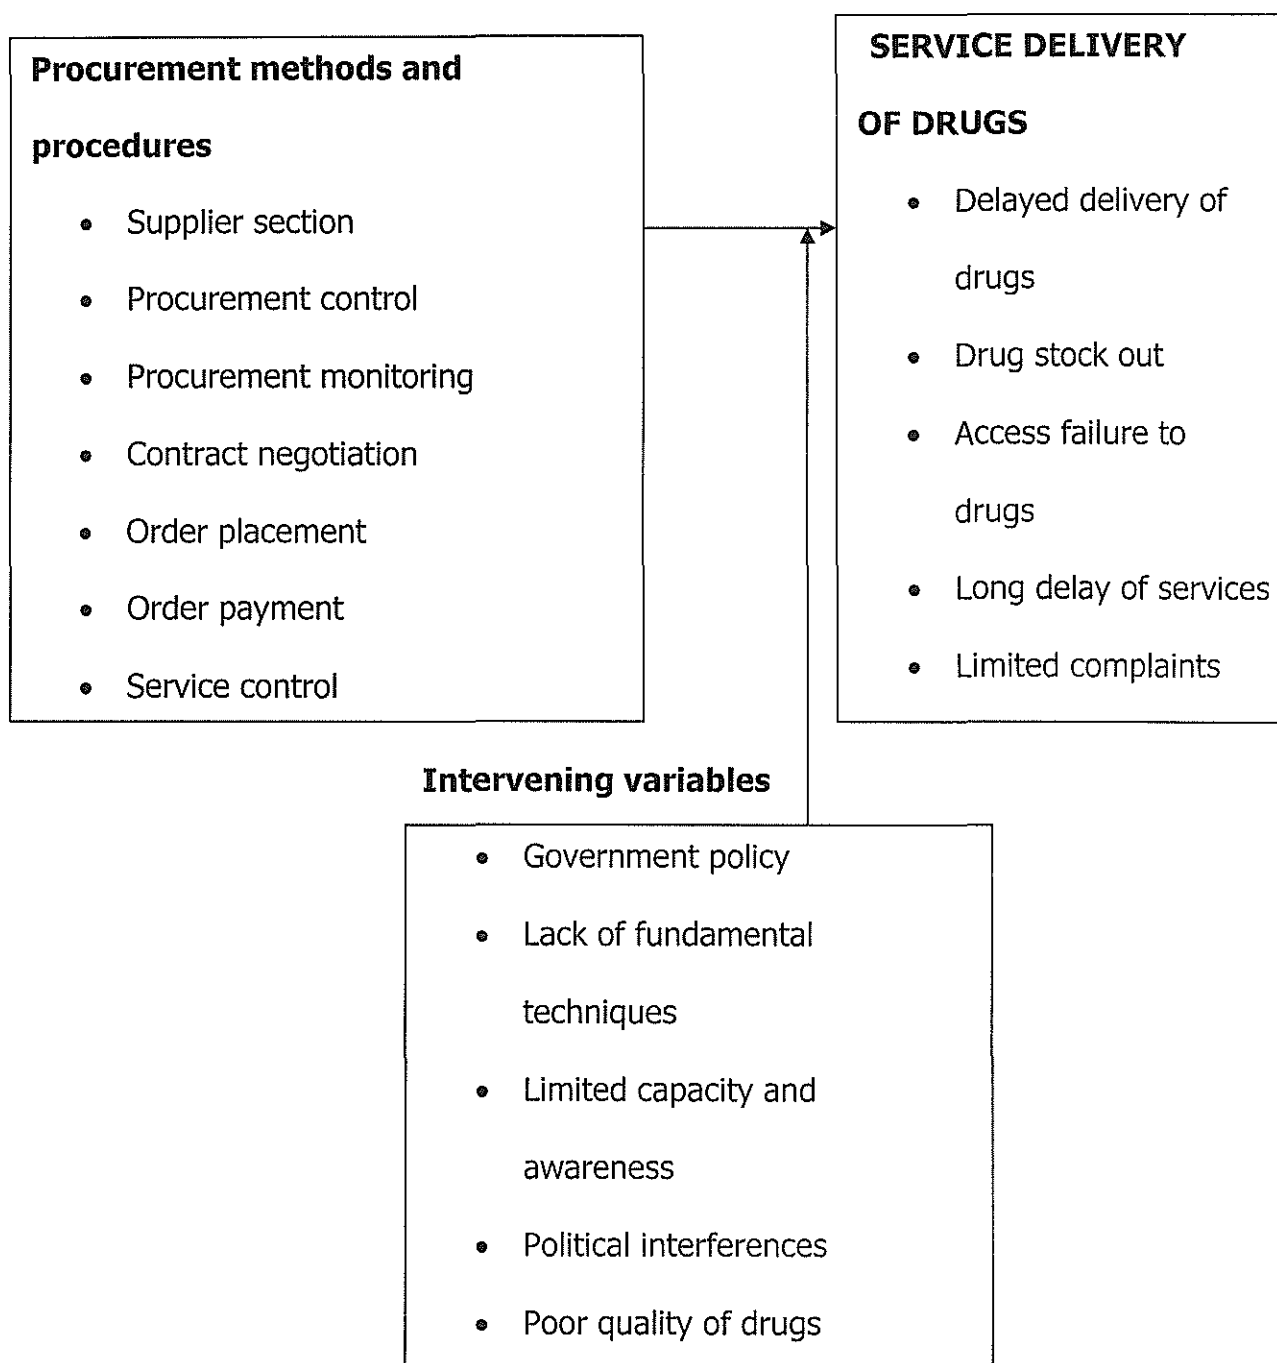 Procurement methods and
procedures
• Supplier section
• Procurement control
• Procurement monitoring
• Contract negotiation
• Order placement
• Order payment
• Service control
SERVICE DELIVERY
OF DRUGS
• Delayed delivery of
drugs
• Drug stock out
• Access failure to
drugs
• Long delay of services
• Limited complaints
Intervening variables
• Government policy
• Lack of fundamental
techniques
• Limited capacity and
awareness
• Political interferences
• Poor quality of drugs